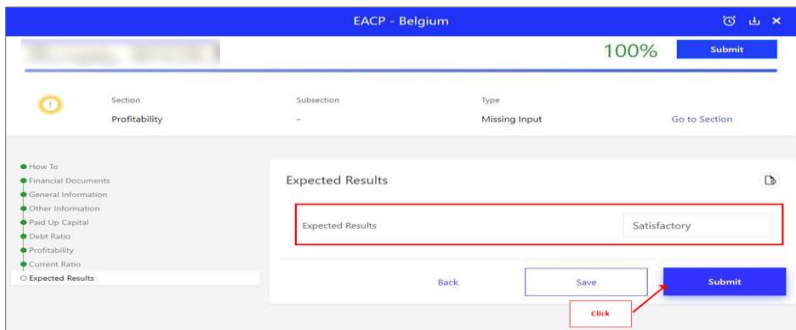 EACP - Belgium
100%
Submit
Section
Subsection
Type
Profitability
-
Missing Input
Go to Section
How To
Financial Documents
General Information
Other Information
Paid Up Capital
Debt Ratio
Profitability
Current Ratio
Expected Results
Expected Results
Expected Results
Satisfactory
Back
Save
Submit
Click